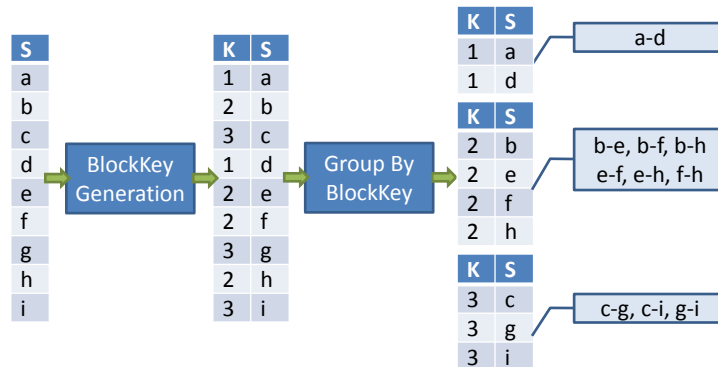 S
a
b
c
d
e
f
g
h
i
BlockKey
Generation
K S
1 a
2 b
3 c
1 d
2 e
2 f
3 g
2 h
3 i
Group By
BlockKey
K S
1 a
1 d
a-d
K S
2 b
2 e
2 f
2 h
b-e, b-f, b-h
e-f, e-h, f-h
K S
3 c
3 g
3 i
c-g, c-i, g-i